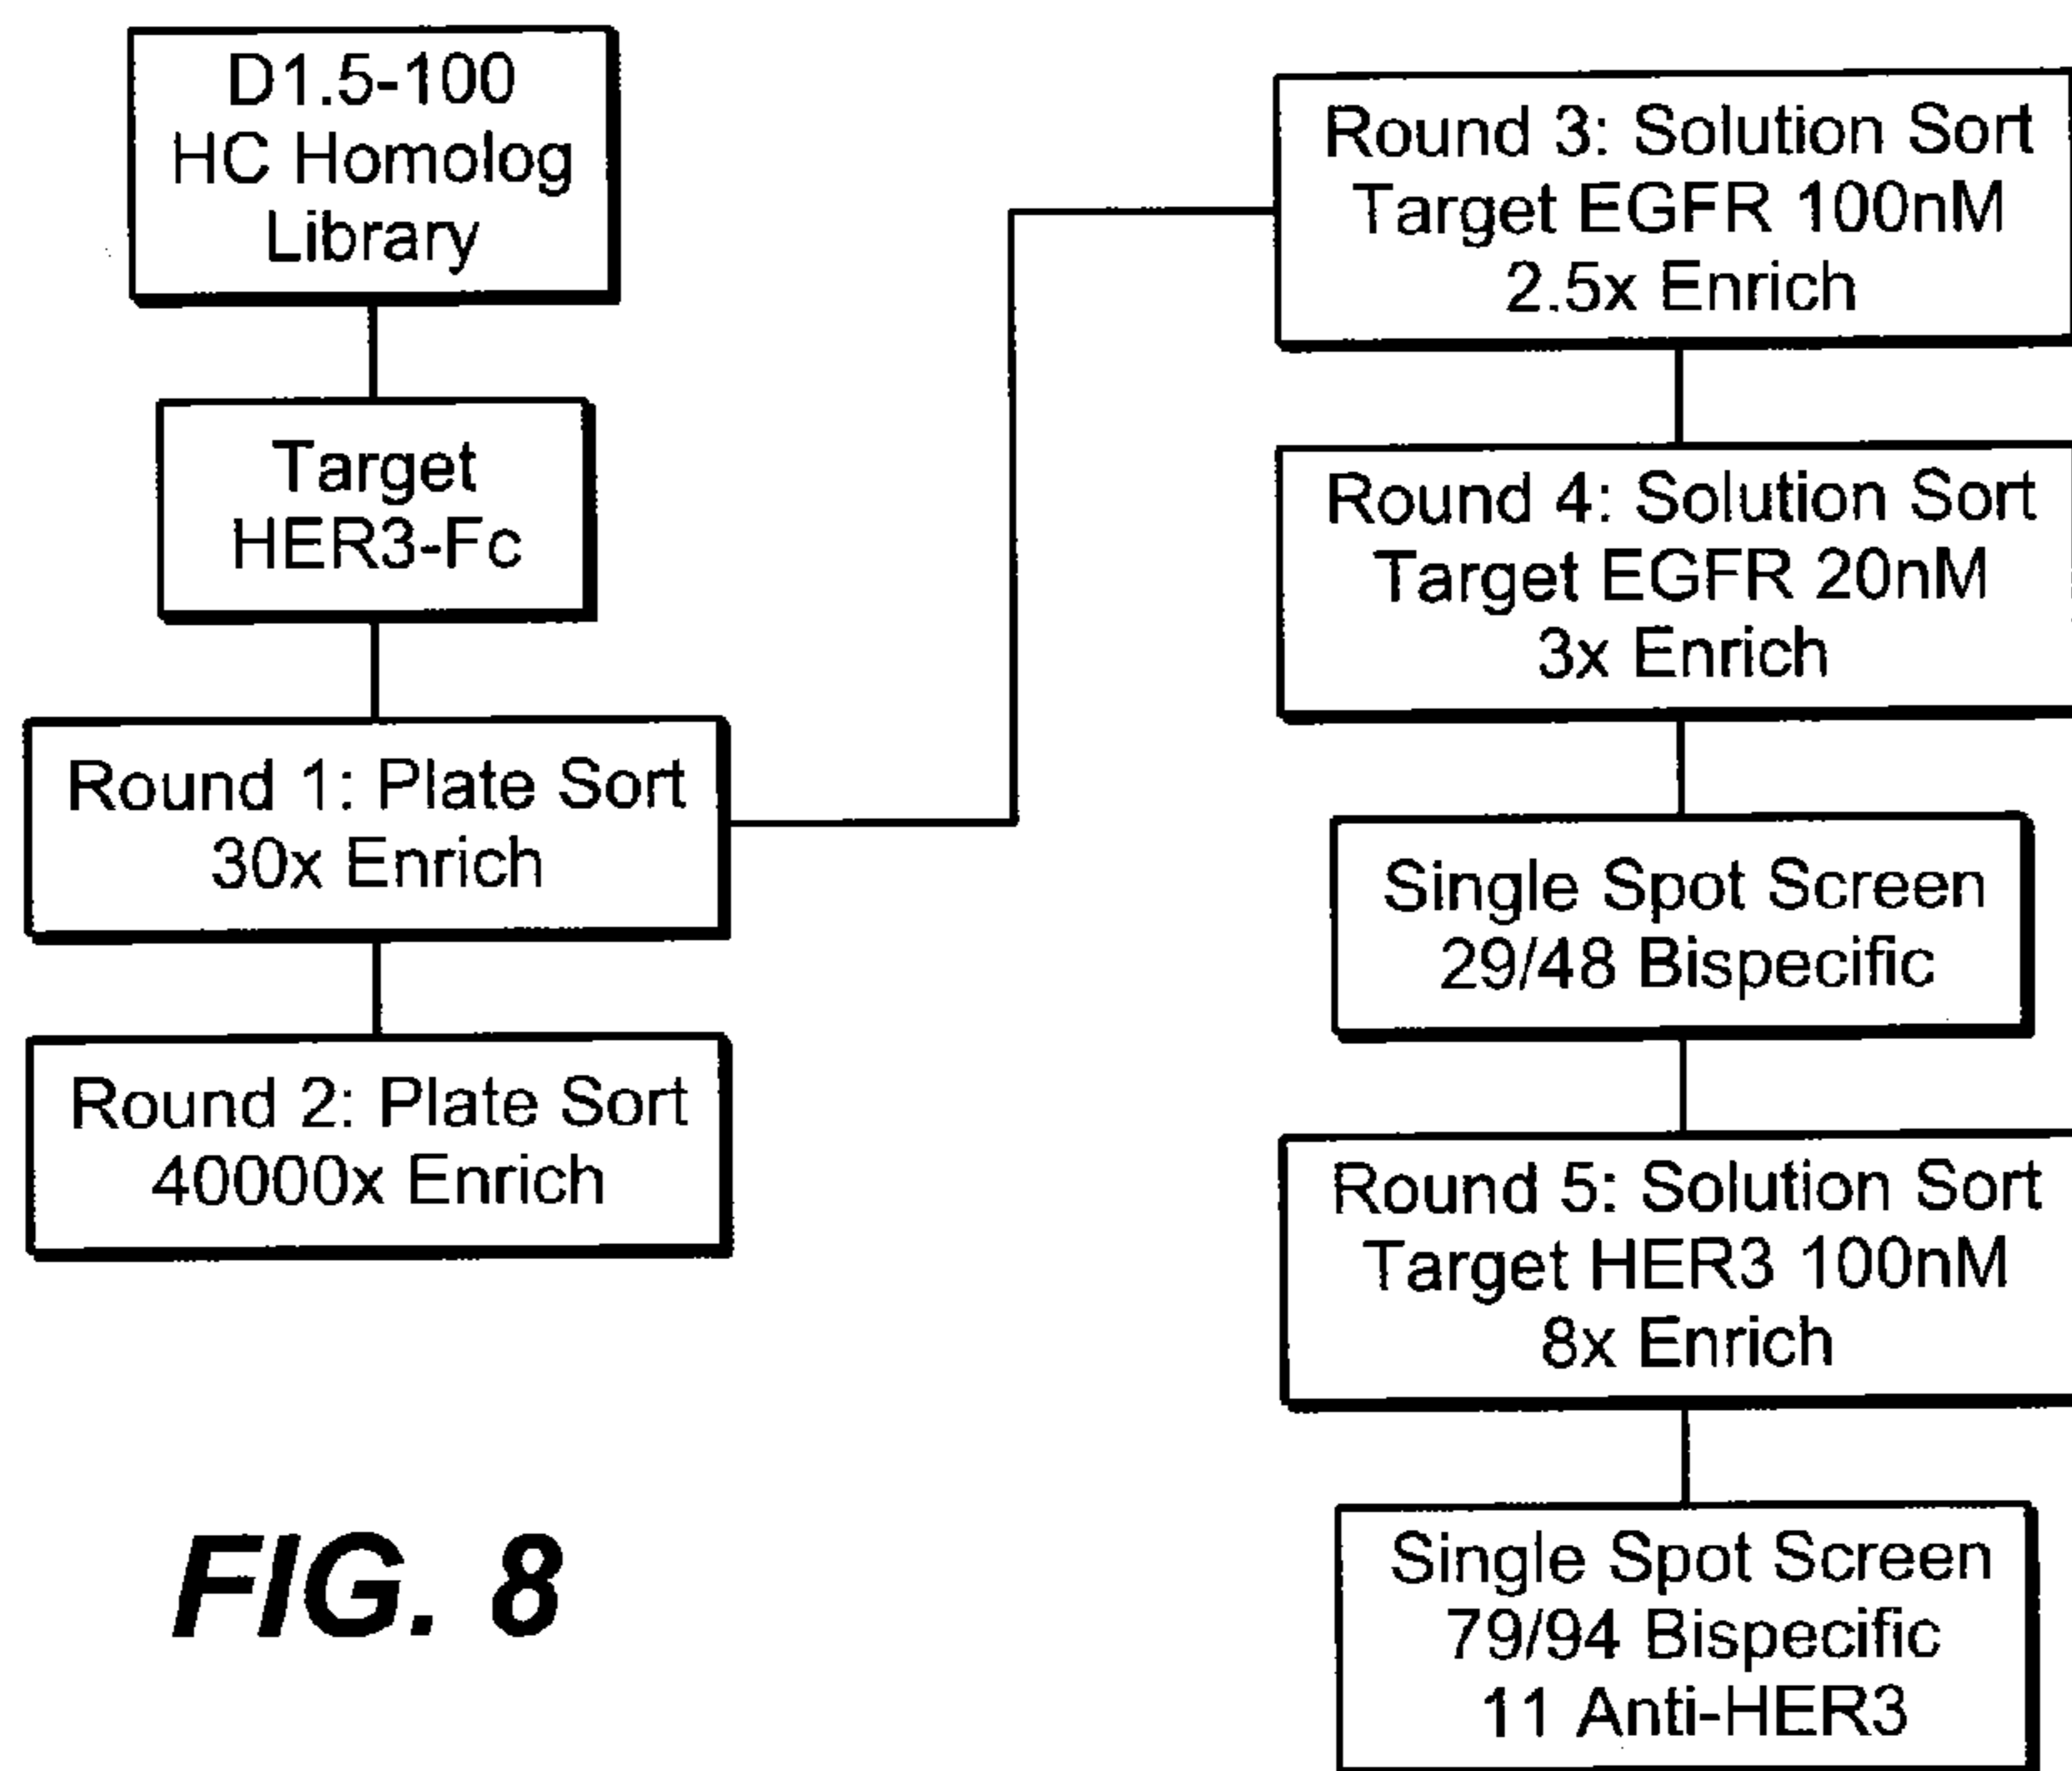 D1.5-100
HC Homolog
Library
Target
HER3-Fc
Round 1: Plate Sort
30x Enrich
Round 2: Plate Sort
40000x Enrich
Round 3: Solution Sort
Target EGFR 100nM
2.5x Enrich
Round 4: Solution Sort
Target EGFR 20nM
3x Enrich
Single Spot Screen
29/48 Bispecific
Round 5: Solution Sort
Target HER3 100nM
8x Enrich
Single Spot Screen
79/94 Bispecific
11 Anti-HER3
FIG. 8